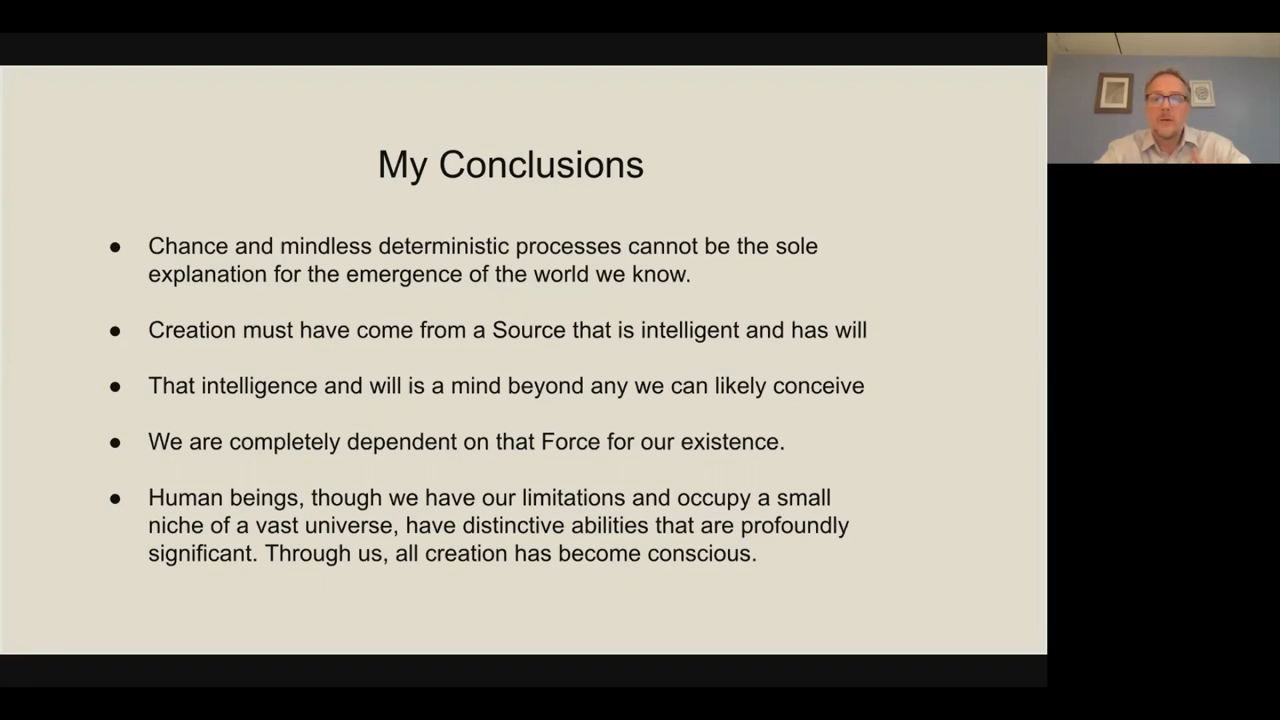 My Conclusions
● Chance and mindless deterministic processes cannot be the sole
explanation for the emergence of the world we know.
● Creation must have come from a Source that is intelligent and has will
● That intelligence and will is a mind beyond any we can likely conceive
● We are completely dependent on that Force for our existence.
● Human beings, though we have our limitations and occupy a small
niche of a vast universe, have distinctive abilities that are profoundly
significant. Through us, all creation has become conscious.